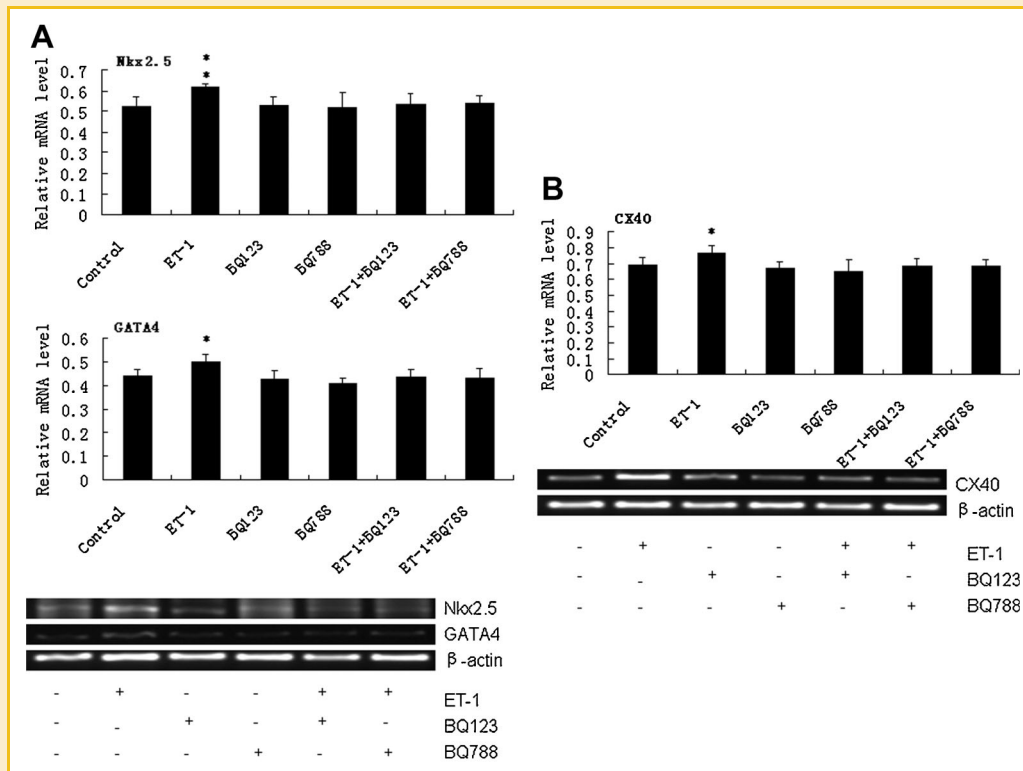 A
Nkx2.5
*
*
Relative mRNA level
0.7
0.6
0.5
0.4
0.3
0.2
0.1
0
Control
ET-1
BQ123
BQ788
ET-1+BQ123
ET-1+BQ788
GATA4
*
Relative mRNA level
0.6
0.5
0.4
0.3
0.2
0.1
0
Control
ET-1
BQ123
BQ788
ET-1+BQ123
ET-1+BQ788
Nkx2.5
GATA4
β-actin
- + - - + + ET-1
- - + - + - BQ123
- - - + - + BQ788
B
CX40
*
Relative mRNA level
0.9
0.8
0.7
0.6
0.5
0.4
0.3
0.2
0.1
0
Control
ET-1
BQ123
BQ788
ET-1+BQ123
ET-1+BQ788
CX40
β-actin
- + - - + + ET-1
- - + - + - BQ123
- - - + - + BQ788